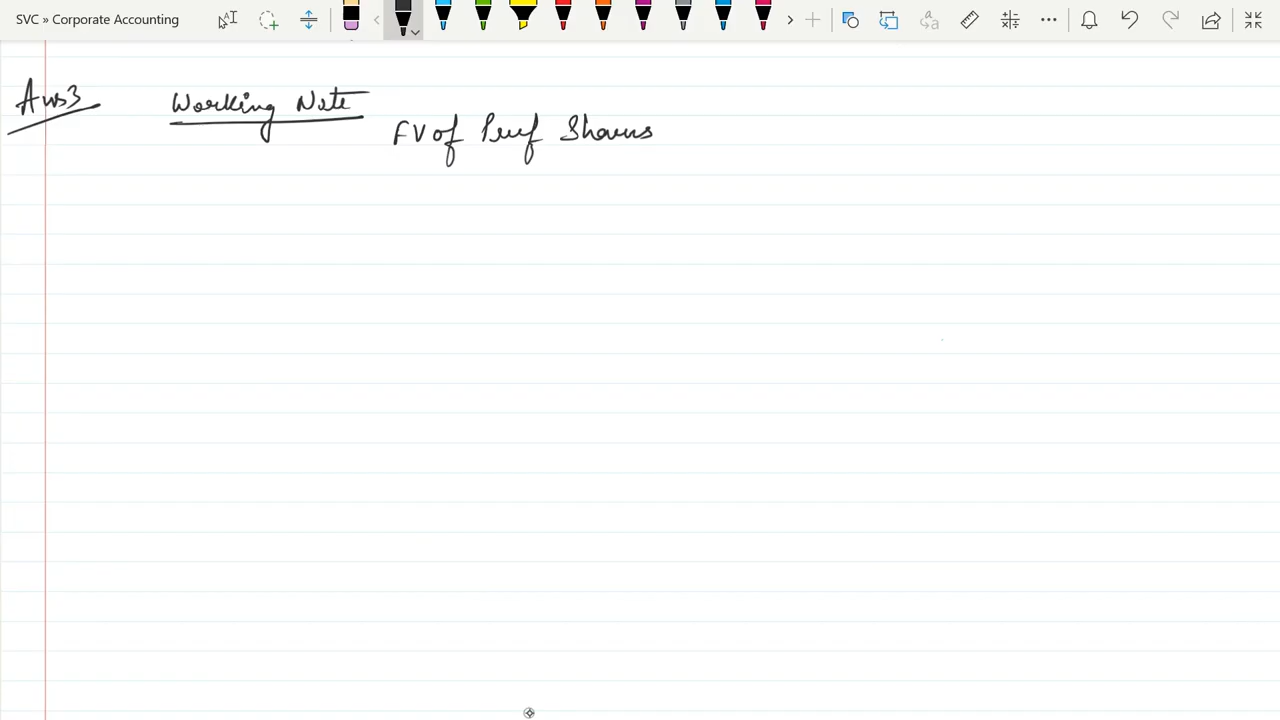 SVC » Corporate Accounting
Ans3 Working Note
FV of Pref Shares